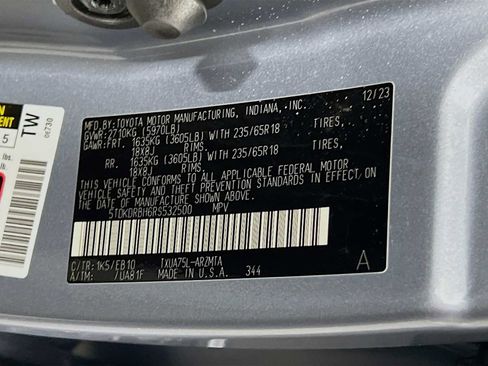 MFD.BY:TOYOTA MOTOR MANUFACTURING, INDIANA, INC. 12/23
GVWR:2710KG (5970LB)
GAWR:FRT. 1635KG (3605LB) WITH 235/65R18 TIRES,
18X8J RIMS,
RR. 1635KG (3605LB) WITH 235/65R18 TIRES,
18X8J RIMS.
THIS VEHICLE CONFORMS TO ALL APPLICABLE FEDERAL MOTOR
VEHICLE SAFETY AND THEFT PREVENTION STANDARDS IN EFFECT ON
THE DATE OF MANUFACTURE SHOWN ABOVE.
5TDKDRBH6RS532500 MPV
C/TR:1K5/EB10 TXUA75L-ARZMTA
A/TM: /UA81F MADE IN U.S.A. 344 A
TW
0E730
5
lbs.